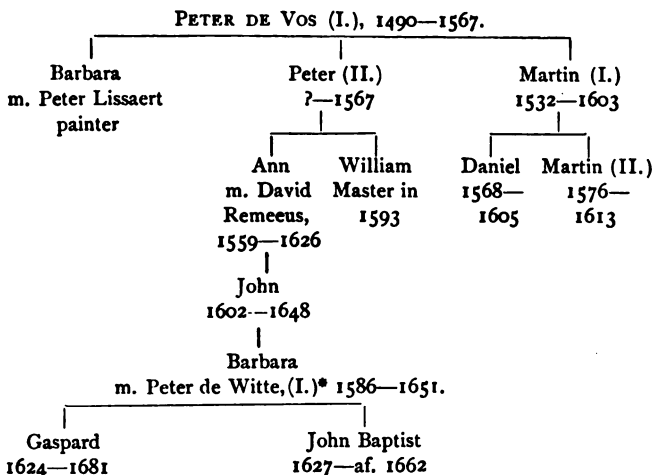 PETER DE VOS (I.), 1490—1567.
Barbara Peter (II.) Martin (I.)
m. Peter Lissaert ?—1567 1532—1603
painter
Ann William Daniel Martin (II.)
m. David Master in 1568— 1576—
Remeeus, 1593 1605 1613
1559—1626
John
1602--1648
Barbara
m. Peter de Witte,(I.)* 1586—1651.
Gaspard John Baptist
1624—1681 1627—af. 1662